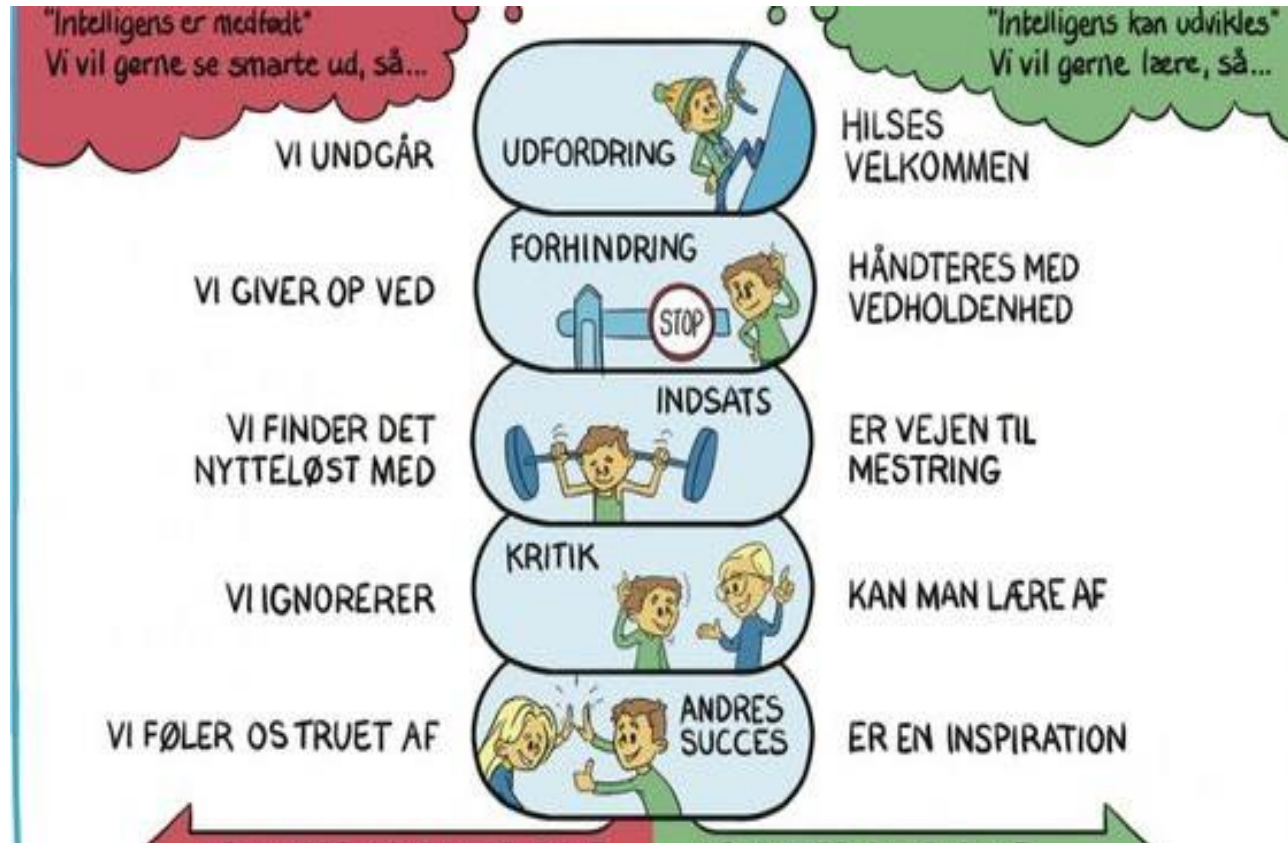 "Intelligens er medfødt"
Vi vil gerne se smarte ud, så...
"Intelligens kan udvikles"
Vi vil gerne lære, så...
VI UNDGÅR
UDFORDRING
HILSES
VELKOMMEN
VI GIVER OP VED
FORHINDRING
STOP
HÅNDTERES MED
VEDHOLDENHED
VI FINDER DET
NYTTELØST MED
INDSATS
ER VEJEN TIL
MESTRING
VI IGNORERER
KRITIK
KAN MAN LÆRE AF
VI FØLER OS TRUET AF
ANDRES
SUCCES
ER EN INSPIRATION